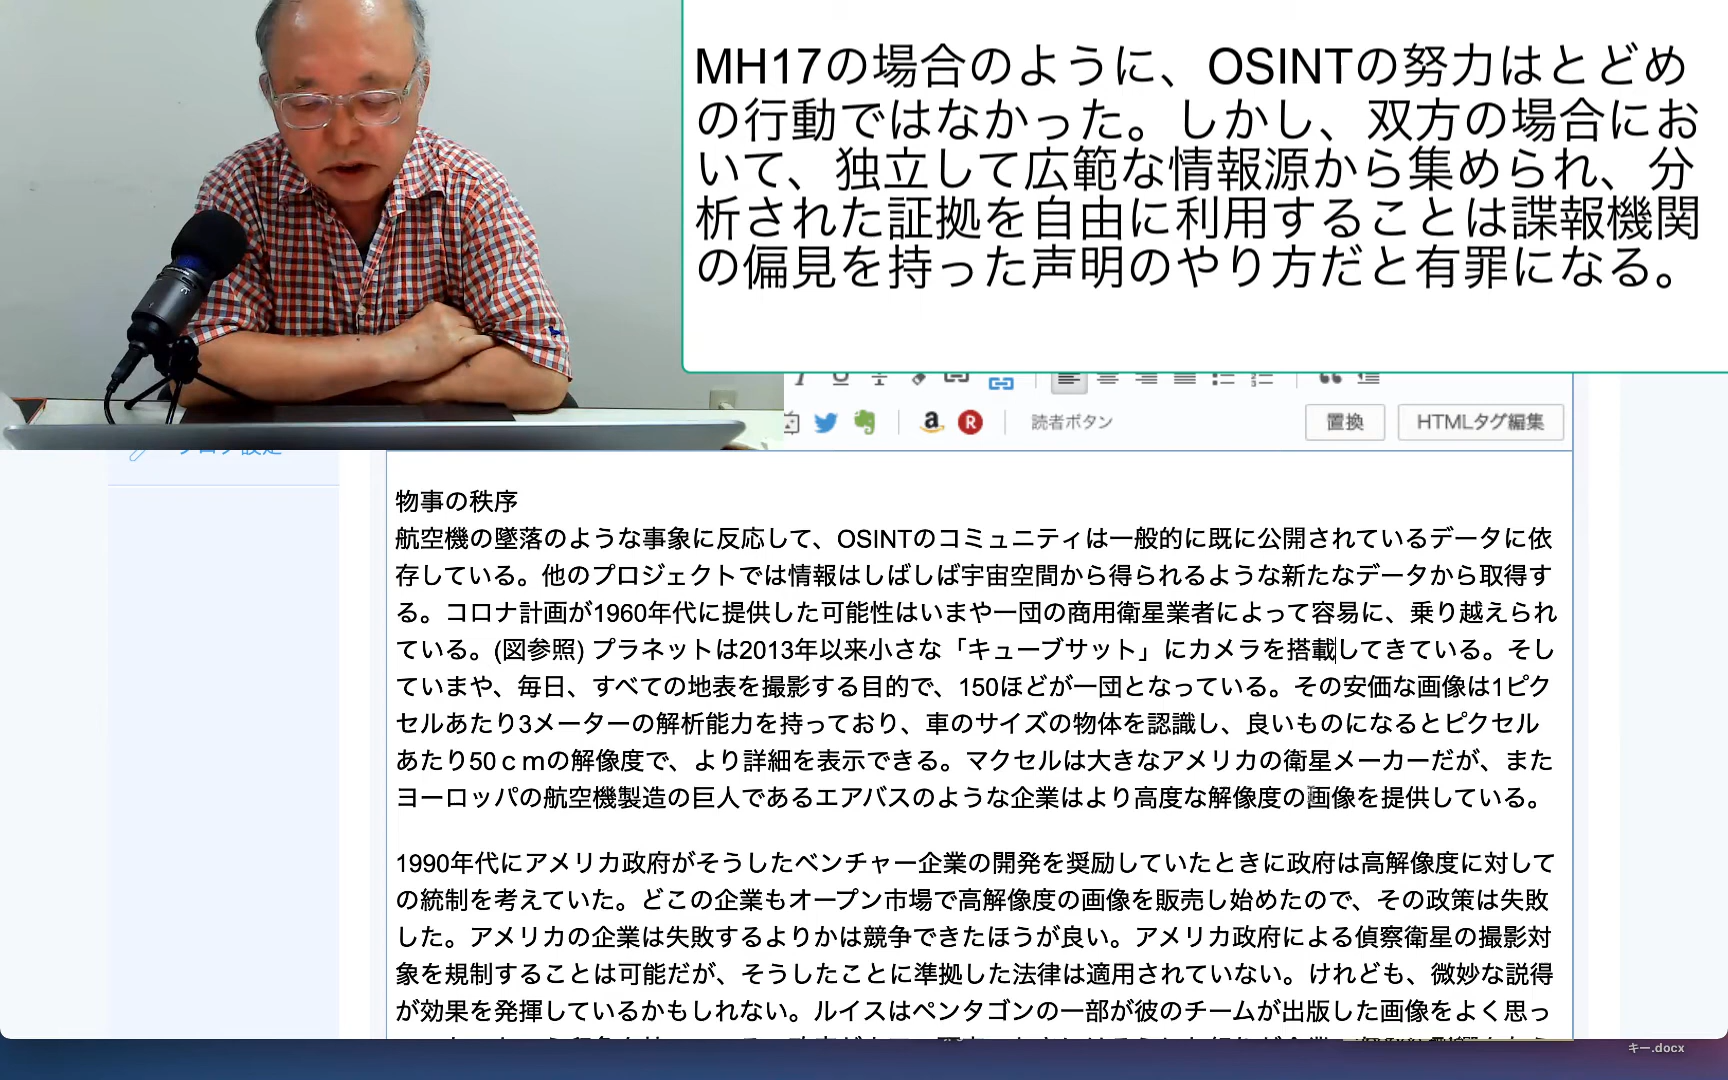 MH17の場合のように、OSINTの努力はとどめ
の行動ではなかった。しかし、双方の場合にお
いて、独立して広範な情報源から集められ、分
析された証拠を自由に利用することは諜報機関
の偏見を持った声明のやり方だと有罪になる。
読者ボタン
置換
HTMLタグ編集
物事の秩序
航空機の墜落のような事象に反応して、OSINTのコミュニティは一般的に既に公開されているデータに依
存している。他のプロジェクトでは情報はしばしば宇宙空間から得られるような新たなデータから取得す
る。コロナ計画が1960年代に提供した可能性はいまや一団の商用衛星業者によって容易に、乗り越えられ
ている。(図参照) プラネットは2013年以来小さな「キューブサット」にカメラを搭載してきている。そし
ていまや、毎日、すべての地表を撮影する目的で、150ほどが一団となっている。その安価な画像は1ピク
セルあたり3メーターの解析能力を持っており、車のサイズの物体を認識し、良いものになるとピクセル
あたり50ｃmの解像度で、より詳細を表示できる。マクセルは大きなアメリカの衛星メーカーだが、また
ヨーロッパの航空機製造の巨人であるエアバスのような企業はより高度な解像度の画像を提供している。
1990年代にアメリカ政府がそうしたベンチャー企業の開発を奨励していたときに政府は高解像度に対して
の統制を考えていた。どこの企業もオープン市場で高解像度の画像を販売し始めたので、その政策は失敗
した。アメリカの企業は失敗するよりかは競争できたほうが良い。アメリカ政府による偵察衛星の撮影対
象を規制することは可能だが、そうしたことに準拠した法律は適用されていない。けれども、微妙な説得
が効果を発揮しているかもしれない。ルイスはペンタゴンの一部が彼のチームが出版した画像をよく思っ
キー.docx